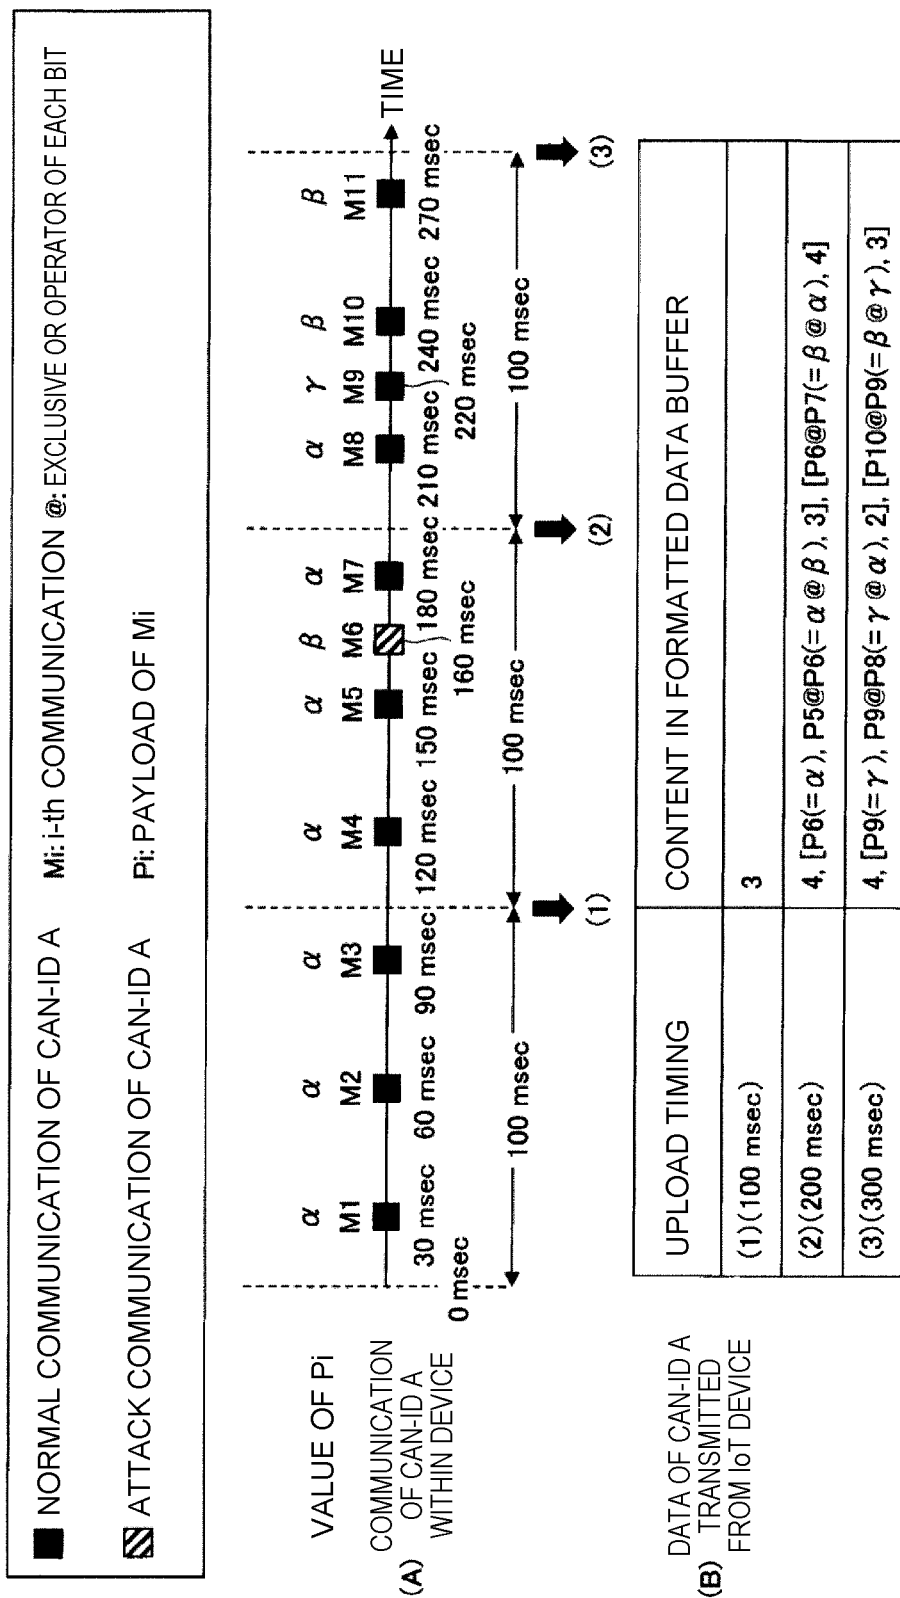 NORMAL COMMUNICATION OF CAN-ID A
Mi: i-th COMMUNICATION @: EXCLUSIVE OR OPERATOR OF EACH BIT
ATTACK COMMUNICATION OF CAN-ID A
Pi: PAYLOAD OF Mi
VALUE OF Pi
α α α α α β α α γ β β
(A)
COMMUNICATION
OF CAN-ID A
WITHIN DEVICE
M1 M2 M3 M4 M5 M6 M7 M8 M9 M10 M11
TIME
0 msec
30 msec 60 msec 90 msec 120 msec 150 msec 180 msec 210 msec 240 msec 270 msec
160 msec 220 msec
100 msec 100 msec 100 msec
(1) (2) (3)
(B)
DATA OF CAN-ID A
TRANSMITTED
FROM IoT DEVICE
UPLOAD TIMING CONTENT IN FORMATTED DATA BUFFER
(1)(100 msec) 3
(2)(200 msec) 4, [P6(=α), P5@P6(=α@β), 3], [P6@P7(=β@α), 4]
(3)(300 msec) 4, [P9(=γ), P9@P8(=γ@α), 2], [P10@P9(=β@γ), 3]